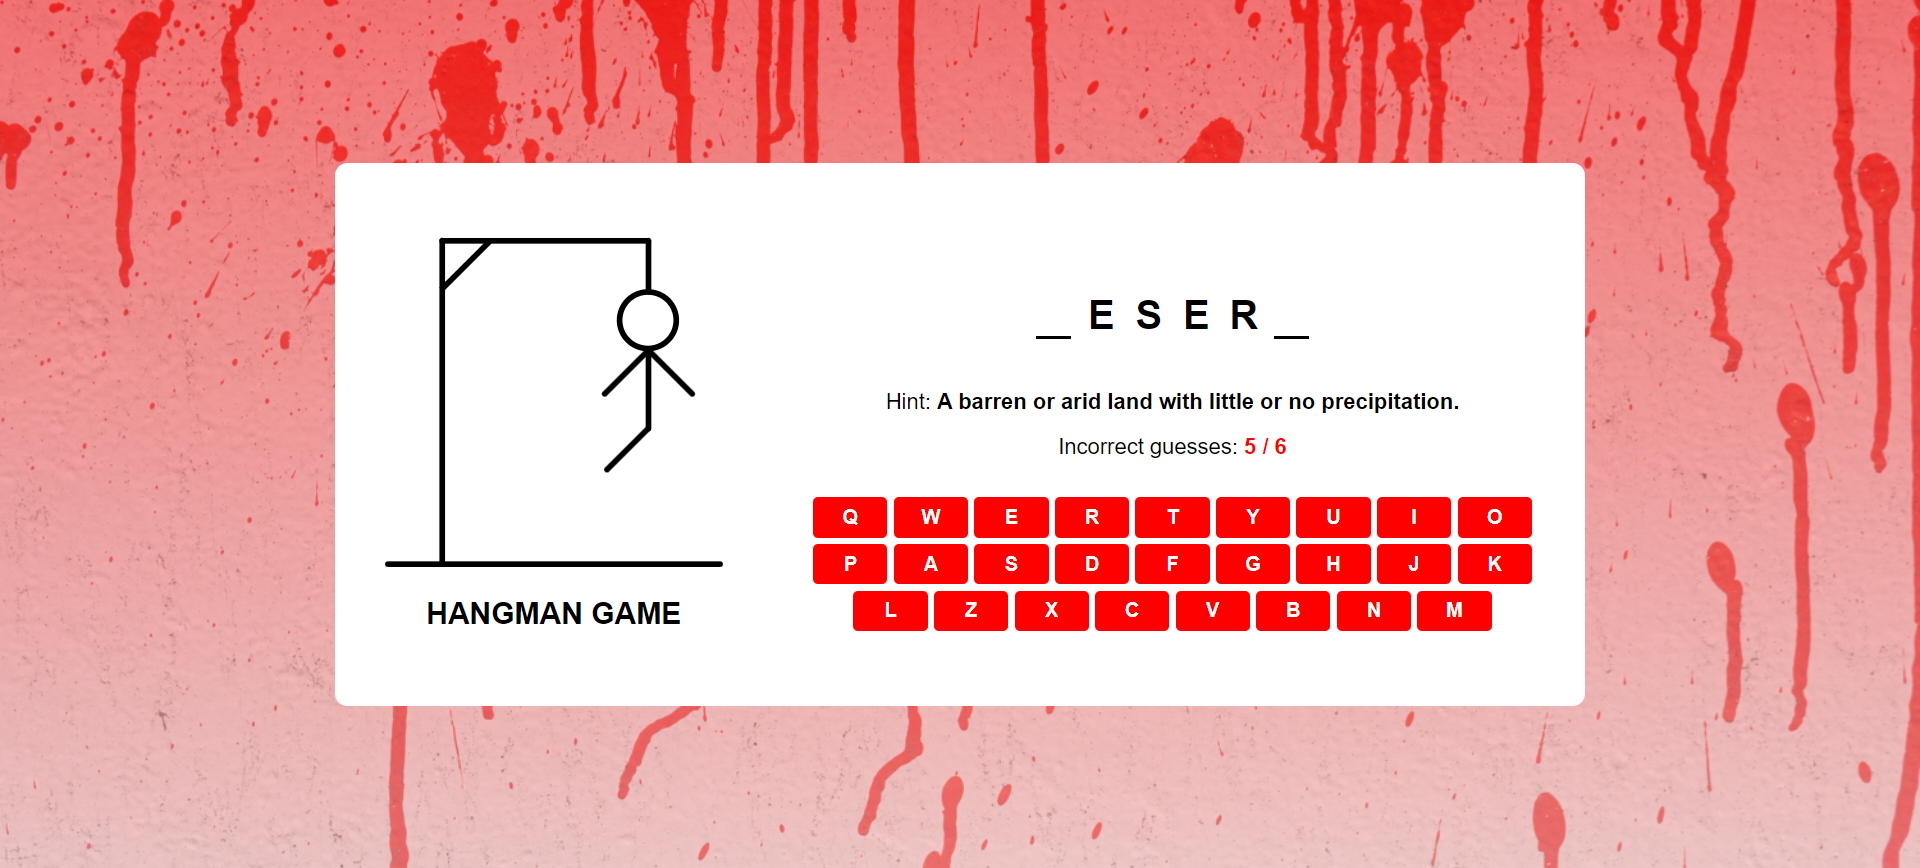 _ E S E R _
Hint: A barren or arid land with little or no precipitation.
Incorrect guesses: 5 / 6
Q W E R T Y U I O
P A S D F G H J K
L Z X C V B N M
HANGMAN GAME